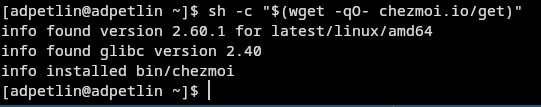 [adpetlin@adpetlin ~]$ sh -c "$(wget -qO- chezmoi.io/get)"
info found version 2.60.1 for latest/linux/amd64
info found glibc version 2.40
info installed bin/chezmoi
[adpetlin@adpetlin ~]$